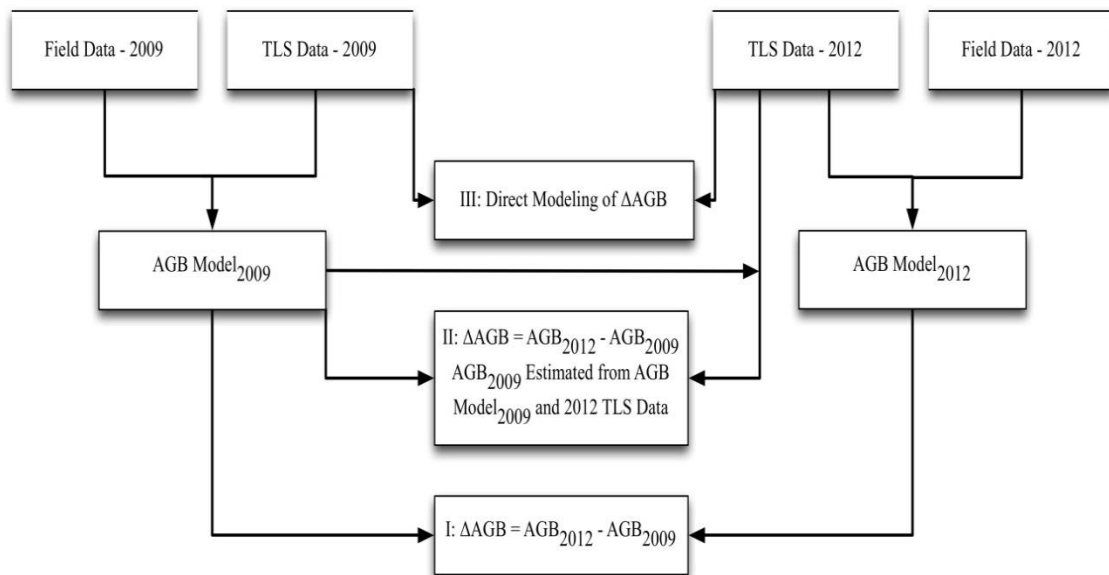 Field Data - 2009
TLS Data - 2009
TLS Data - 2012
Field Data - 2012
III: Direct Modeling of ΔAGB
AGB Model2009
AGB Model2012
II: ΔAGB = AGB2012 - AGB2009
AGB2009 Estimated from AGB
Model2009 and 2012 TLS Data
I: ΔAGB = AGB2012 - AGB2009